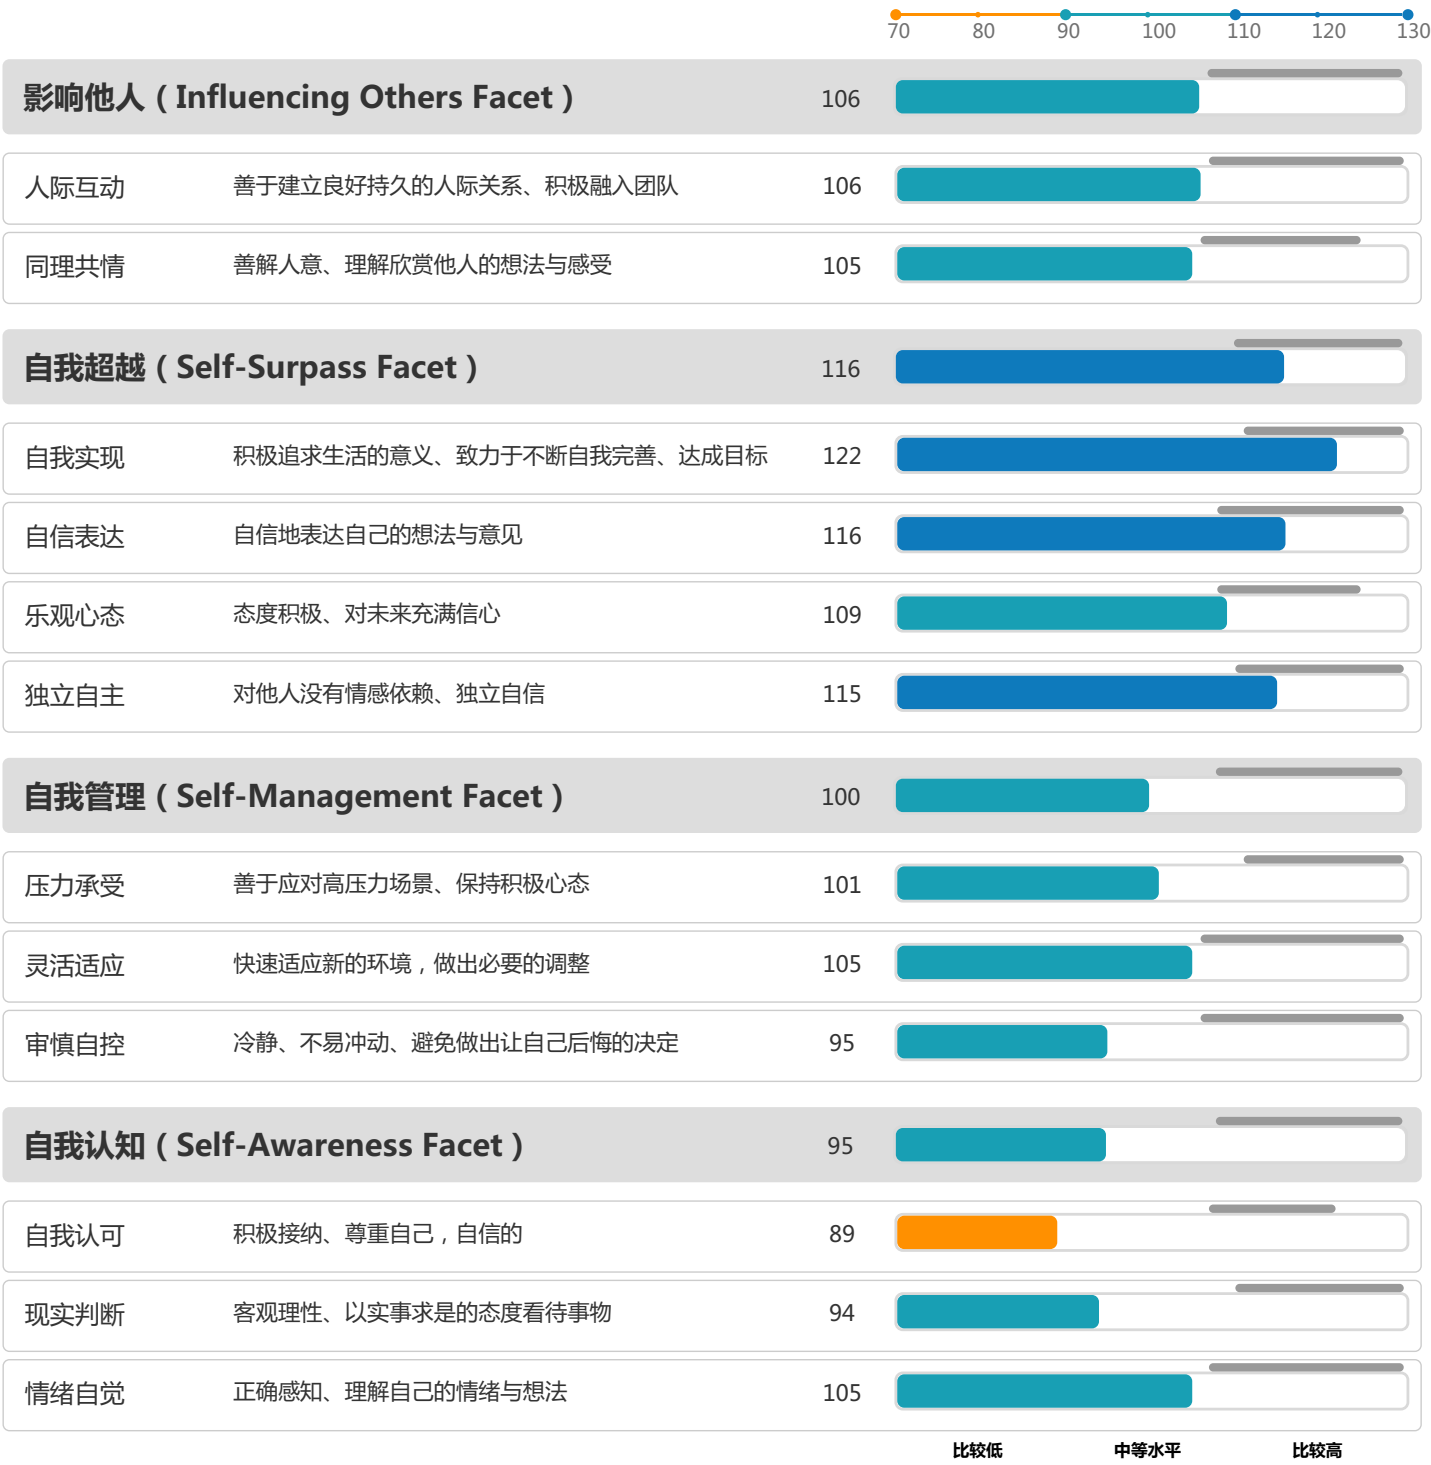 70 80 90 100 110 120 130
影响他人（Influencing Others Facet） 106
人际互动 善于建立良好持久的人际关系、积极融入团队 106
同理共情 善解人意、理解欣赏他人的想法与感受 105
自我超越（Self-Surpass Facet） 116
自我实现 积极追求生活的意义、致力于不断自我完善、达成目标 122
自信表达 自信地表达自己的想法与意见 116
乐观心态 态度积极、对未来充满信心 109
独立自主 对他人没有情感依赖、独立自信 115
自我管理（Self-Management Facet） 100
压力承受 善于应对高压力场景、保持积极心态 101
灵活适应 快速适应新的环境，做出必要的调整 105
审慎自控 冷静、不易冲动、避免做出让自己后悔的决定 95
自我认知（Self-Awareness Facet） 95
自我认可 积极接纳、尊重自己，自信的 89
现实判断 客观理性、以实事求是的态度看待事物 94
情绪自觉 正确感知、理解自己的情绪与想法 105
比较低 中等水平 比较高